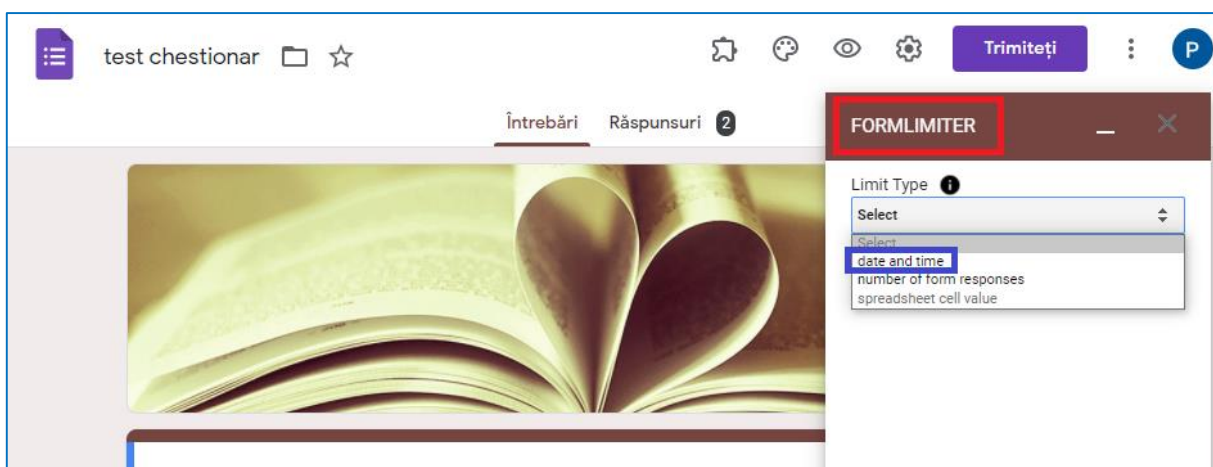 test chestionar
Trimiteți
P
Întrebări Răspunsuri 2
FORMLIMITER
Limit Type
Select
Select
date and time
number of form responses
spreadsheet cell value